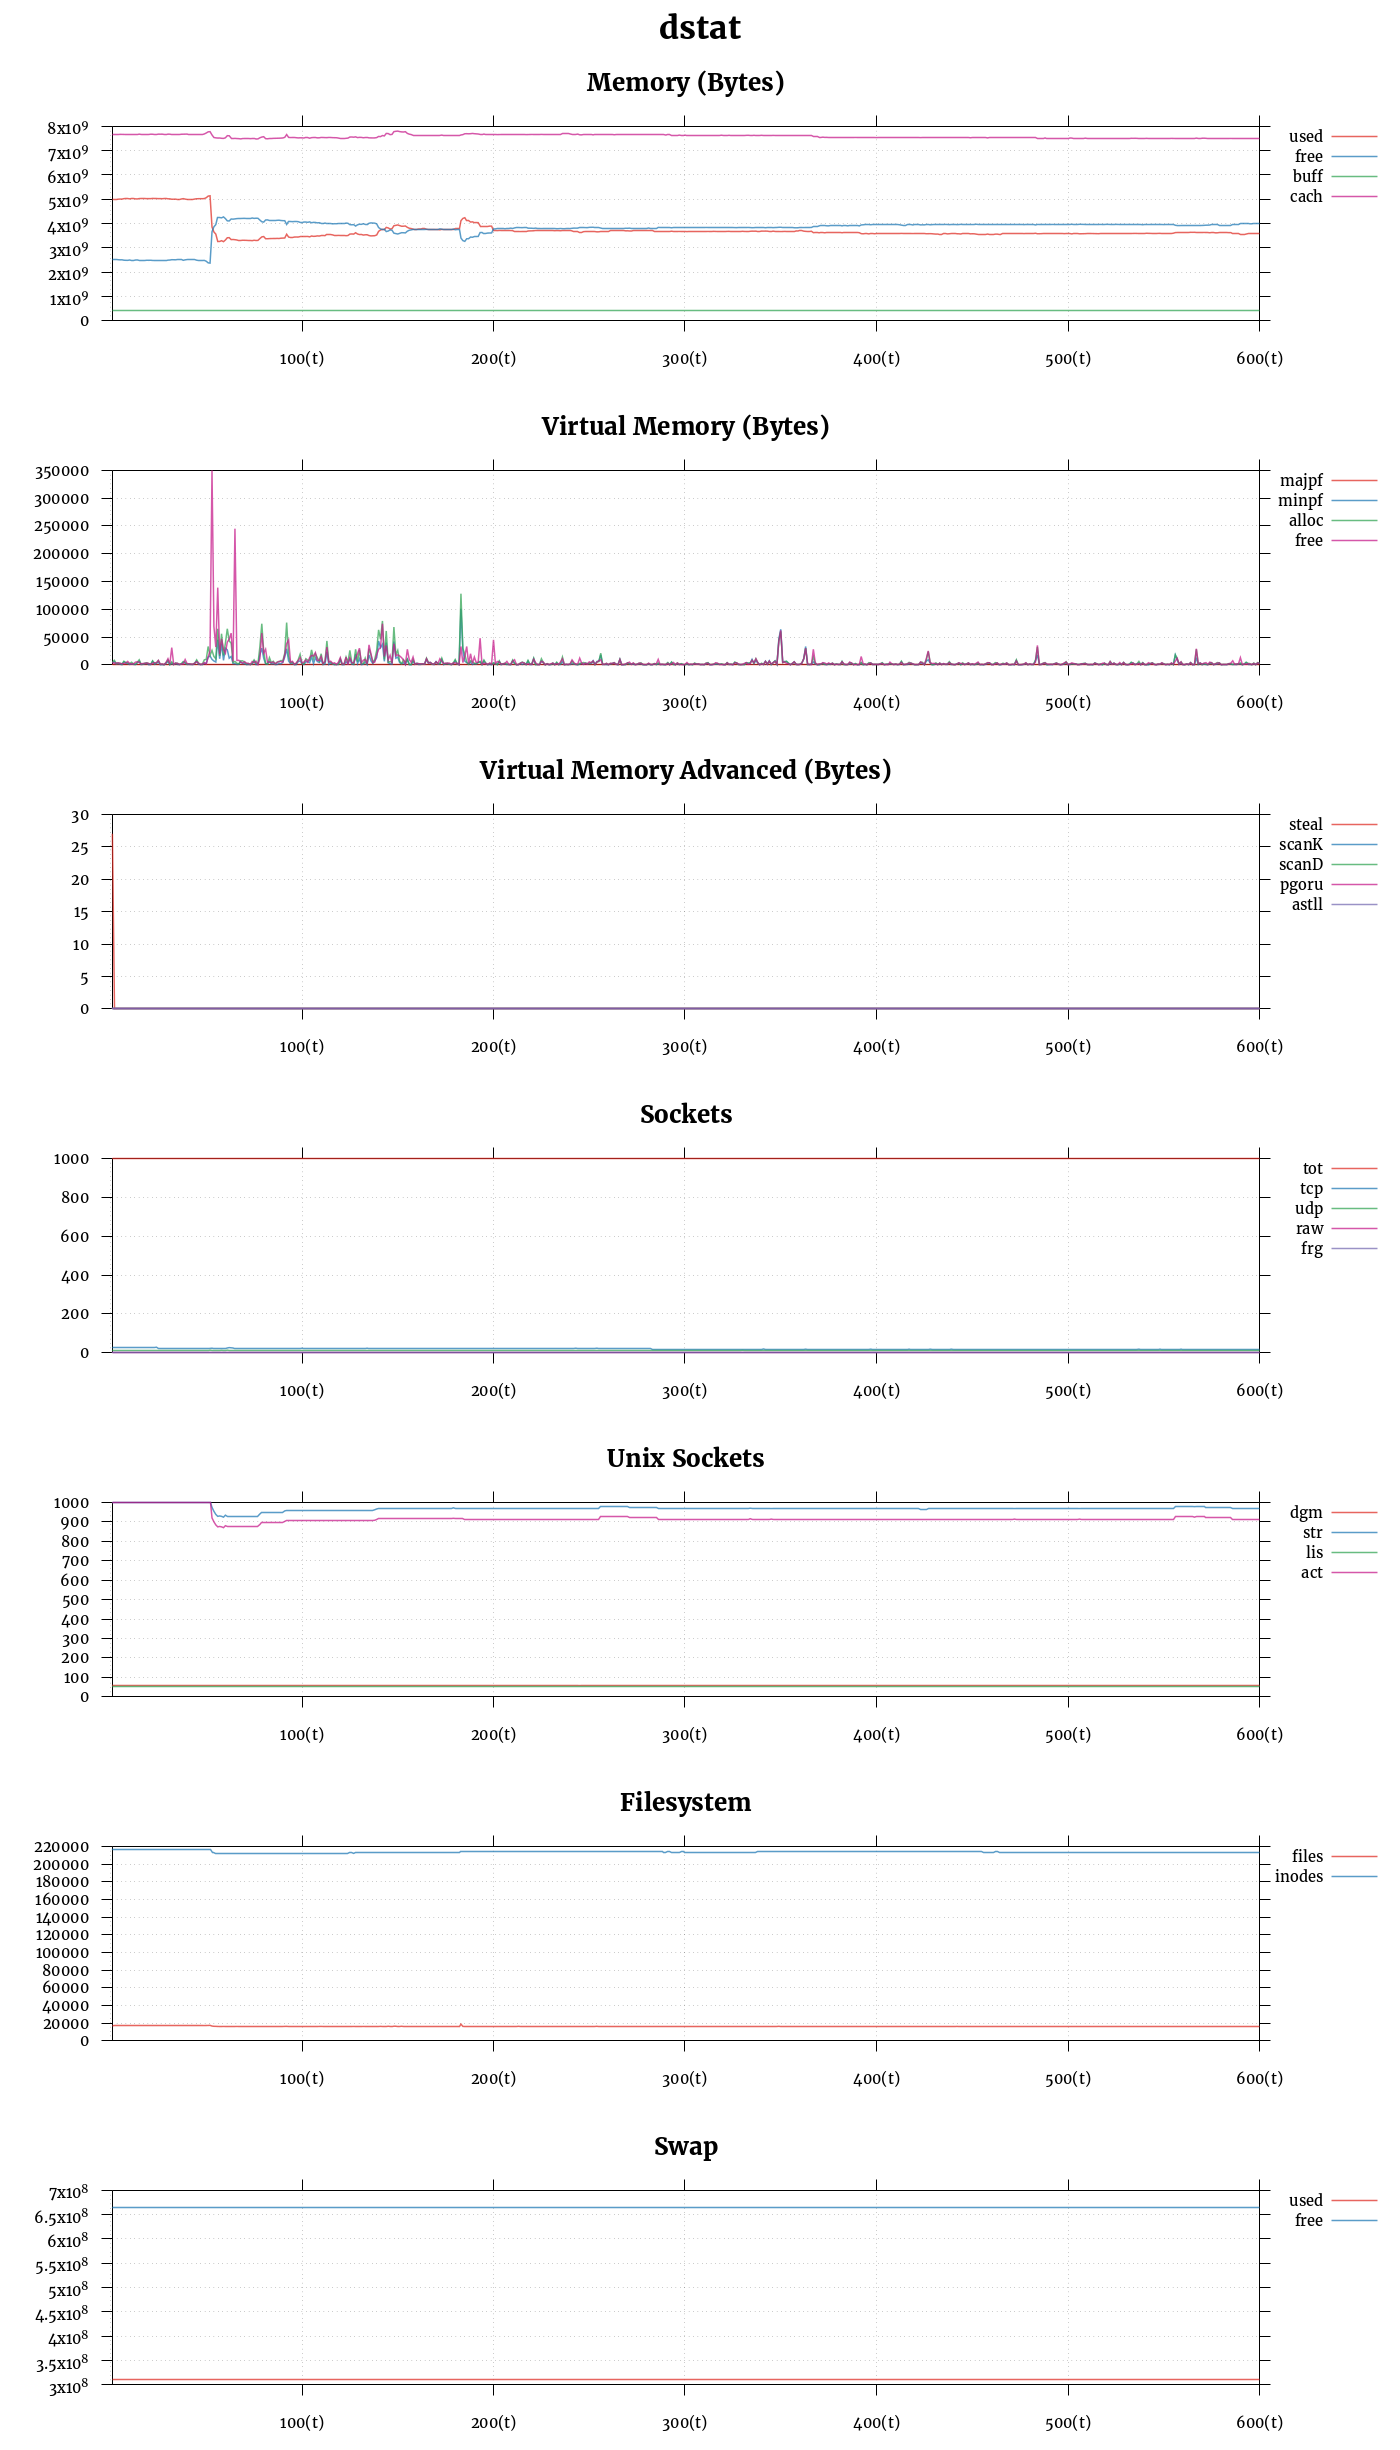 dstat
Memory (Bytes)
8x10⁹
7x10⁹
6x10⁹
5x10⁹
4x10⁹
3x10⁹
2x10⁹
1x10⁹
0
used
free
buff
cach
100(t) 200(t) 300(t) 400(t) 500(t) 600(t)
Virtual Memory (Bytes)
350000
300000
250000
200000
150000
100000
50000
0
majpf
minpf
alloc
free
100(t) 200(t) 300(t) 400(t) 500(t) 600(t)
Virtual Memory Advanced (Bytes)
30
25
20
15
10
5
0
steal
scanK
scanD
pgoru
astll
100(t) 200(t) 300(t) 400(t) 500(t) 600(t)
Sockets
1000
800
600
400
200
0
tot
tcp
udp
raw
frg
100(t) 200(t) 300(t) 400(t) 500(t) 600(t)
Unix Sockets
1000
900
800
700
600
500
400
300
200
100
0
dgm
str
lis
act
100(t) 200(t) 300(t) 400(t) 500(t) 600(t)
Filesystem
220000
200000
180000
160000
140000
120000
100000
80000
60000
40000
20000
0
files
inodes
100(t) 200(t) 300(t) 400(t) 500(t) 600(t)
Swap
7x10⁸
6.5x10⁸
6x10⁸
5.5x10⁸
5x10⁸
4.5x10⁸
4x10⁸
3.5x10⁸
3x10⁸
used
free
100(t) 200(t) 300(t) 400(t) 500(t) 600(t)